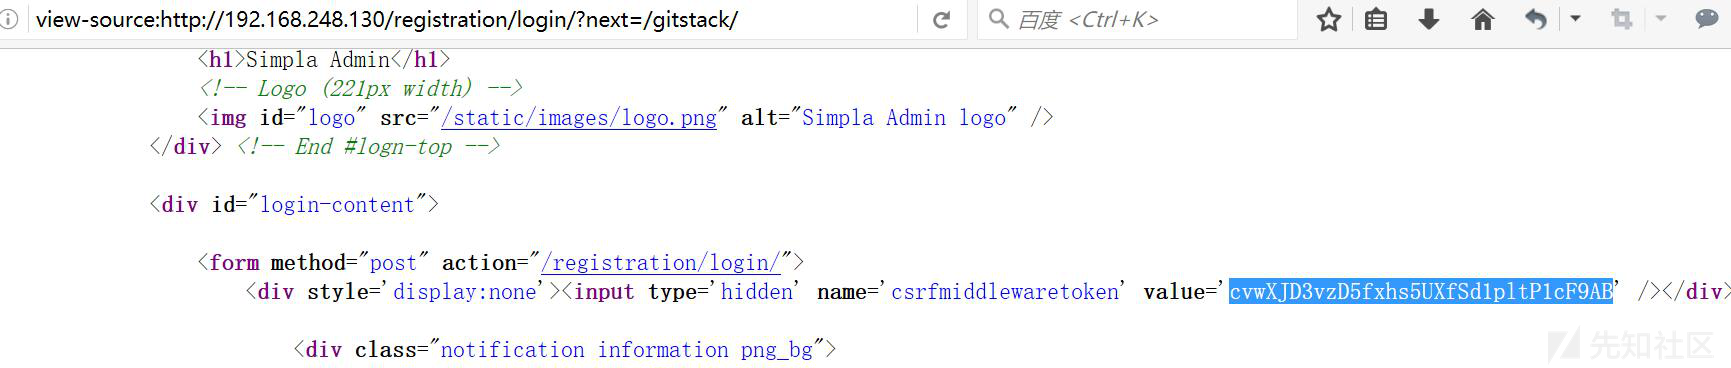 view-source:http://192.168.248.130/registration/login/?next=/gitstack/
百度 <Ctrl+K>
<h1>Simpla Admin</h1>
<!-- Logo (221px width) -->
<img id="logo" src="/static/images/logo.png" alt="Simpla Admin logo" />
</div> <!-- End #logn-top -->
<div id="login-content">
<form method="post" action="/registration/login/">
<div style='display:none'><input type='hidden' name='csrfmiddlewaretoken' value='cvwXJD3vzD5fxhs5UXfSd1pltP1cF9AB' /></div>
<div class="notification information png_bg">
先知社区